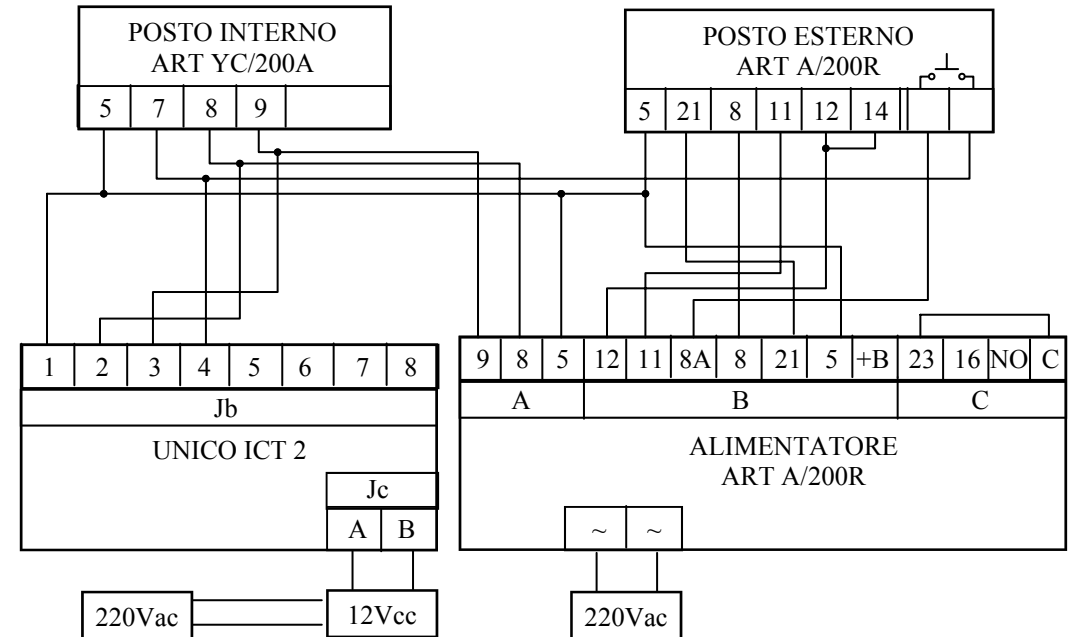 POSTO INTERNO
ART YC/200A
5 7 8 9
POSTO ESTERNO
ART A/200R
5 21 8 11 12 14
1 2 3 4 5 6 7 8
Jb
UNICO ICT 2
Jc
A B
220Vac
12Vcc
9 8 5 12 11 8A 8 21 5 +B 23 16 NO C
A B C
ALIMENTATORE
ART A/200R
~ ~
220Vac